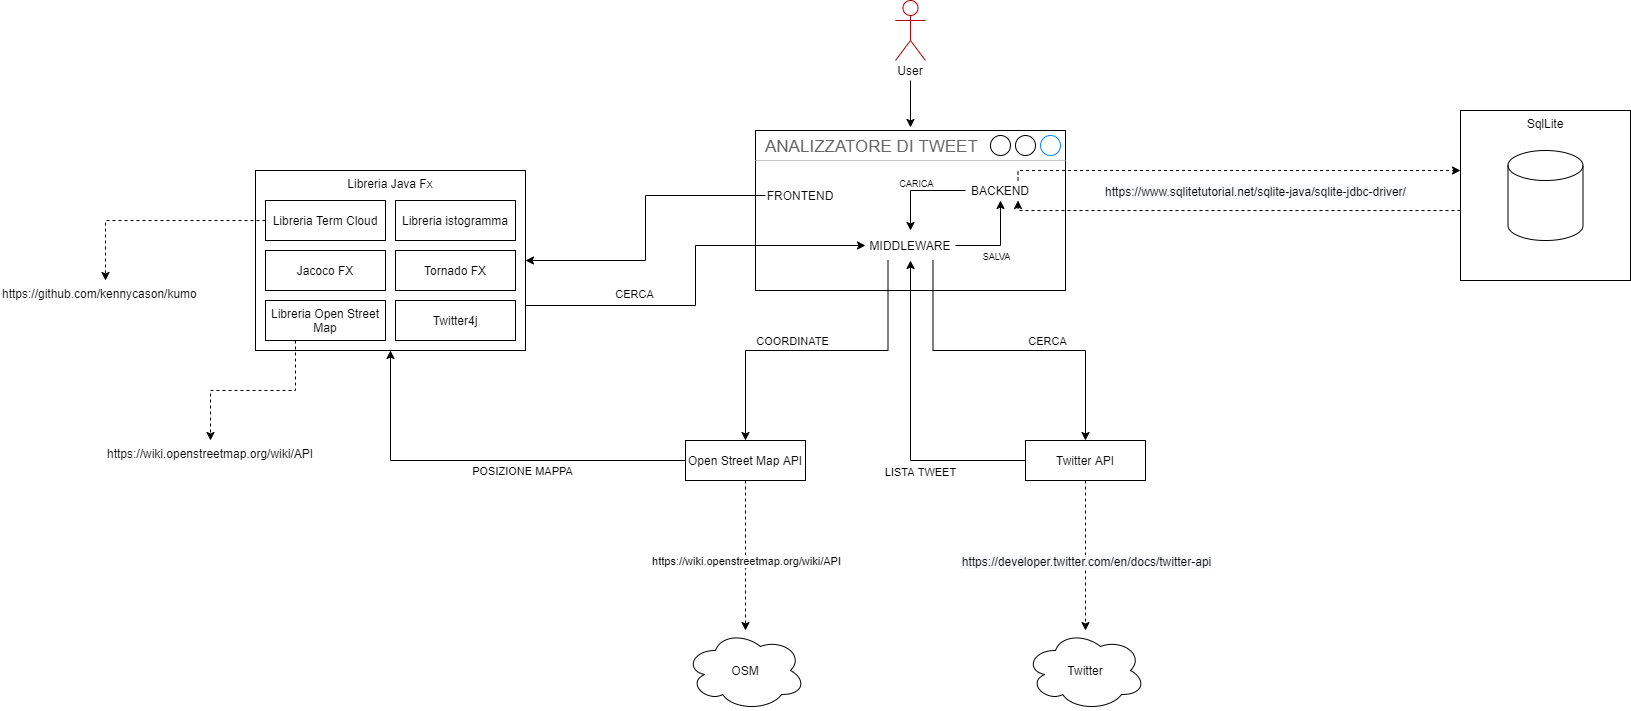 User
ANALIZZATORE DI TWEET
FRONTEND
CARICA
BACKEND
MIDDLEWARE
SALVA
https://www.sqlitetutorial.net/sqlite-java/sqlite-jdbc-driver/
SqlLite
Libreria Java Fx
Libreria Term Cloud
Libreria istogramma
Jacoco FX
Tornado FX
Libreria Open Street
Map
Twitter4j
https://github.com/kennycason/kumo
CERCA
COORDINATE
CERCA
https://wiki.openstreetmap.org/wiki/API
POSIZIONE MAPPA
Open Street Map API
LISTA TWEET
Twitter API
https://wiki.openstreetmap.org/wiki/API
https://developer.twitter.com/en/docs/twitter-api
OSM
Twitter